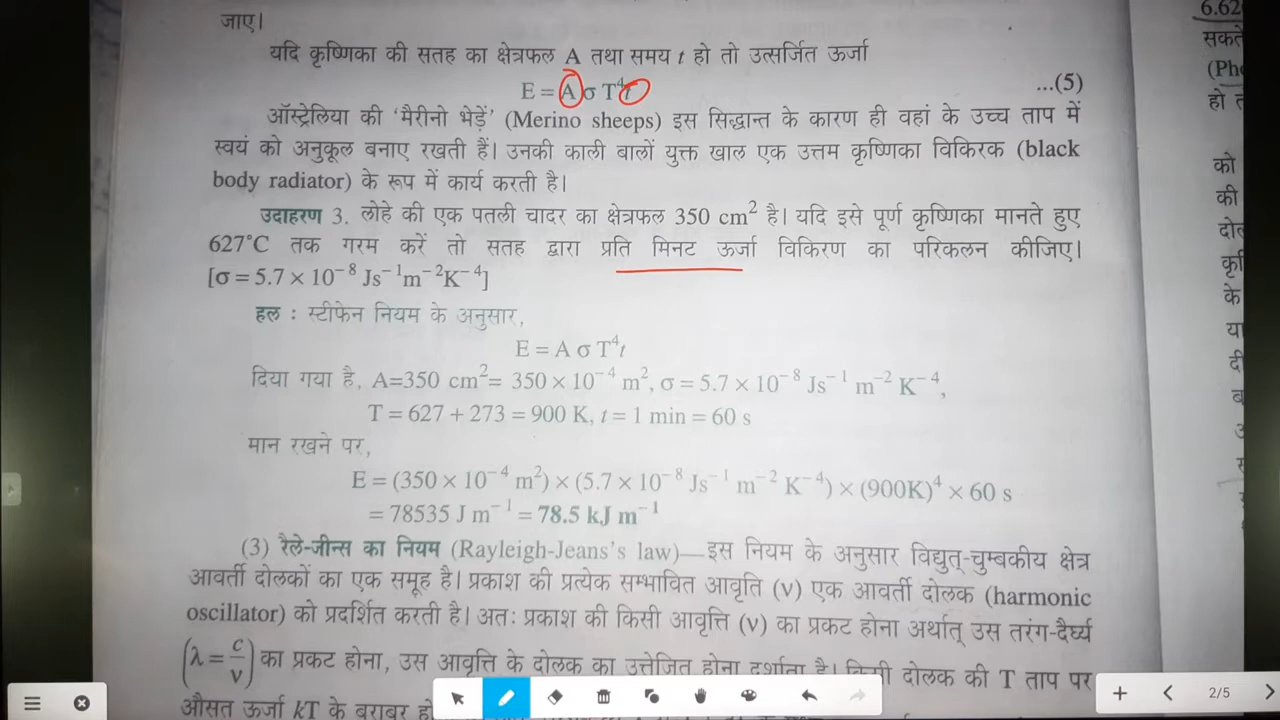 जाए।
यदि कृष्णिका की सतह का क्षेत्रफल A तथा समय t हो तो उत्सर्जित ऊर्जा
E = A σ T⁴t ...(5)
ऑस्ट्रेलिया की ‘मैरीनो भेड़ें’ (Merino sheeps) इस सिद्धान्त के कारण ही वहां के उच्च ताप में
स्वयं को अनुकूल बनाए रखती हैं। उनकी काली बालों युक्त खाल एक उत्तम कृष्णिका विकिरक (black
body radiator) के रूप में कार्य करती है।
उदाहरण 3. लोहे की एक पतली चादर का क्षेत्रफल 350 cm² है। यदि इसे पूर्ण कृष्णिका मानते हुए
627°C तक गरम करें तो सतह द्वारा प्रति मिनट ऊर्जा विकिरण का परिकलन कीजिए।
[σ = 5.7 × 10⁻⁸ Js⁻¹m⁻²K⁻⁴]
हल : स्टीफेन नियम के अनुसार,
E = A σ T⁴t
दिया गया है, A=350 cm²= 350 × 10⁻⁴ m², σ = 5.7 × 10⁻⁸ Js⁻¹ m⁻² K⁻⁴,
T = 627 + 273 = 900 K, t = 1 min = 60 s
मान रखने पर,
E = (350 × 10⁻⁴ m²) × (5.7 × 10⁻⁸ Js⁻¹ m⁻² K⁻⁴) × (900K)⁴ × 60 s
= 78535 J m⁻¹ = 78.5 kJ m⁻¹
(3) रैले-जीन्स का नियम (Rayleigh-Jeans's law)—इस नियम के अनुसार विद्युत्-चुम्बकीय क्षेत्र
आवर्ती दोलकों का एक समूह है। प्रकाश की प्रत्येक सम्भावित आवृति (ν) एक आवर्ती दोलक (harmonic
oscillator) को प्रदर्शित करती है। अतः प्रकाश की किसी आवृत्ति (ν) का प्रकट होना अर्थात् उस तरंग-दैर्घ्य
(λ = c/ν) का प्रकट होना, उस आवृत्ति के दोलक का उत्तेजित होना दर्शाता है। किसी दोलक की T ताप पर
औसत ऊर्जा kT के बराबर
6.62
सकते
(Pho
को
की
के
2/5